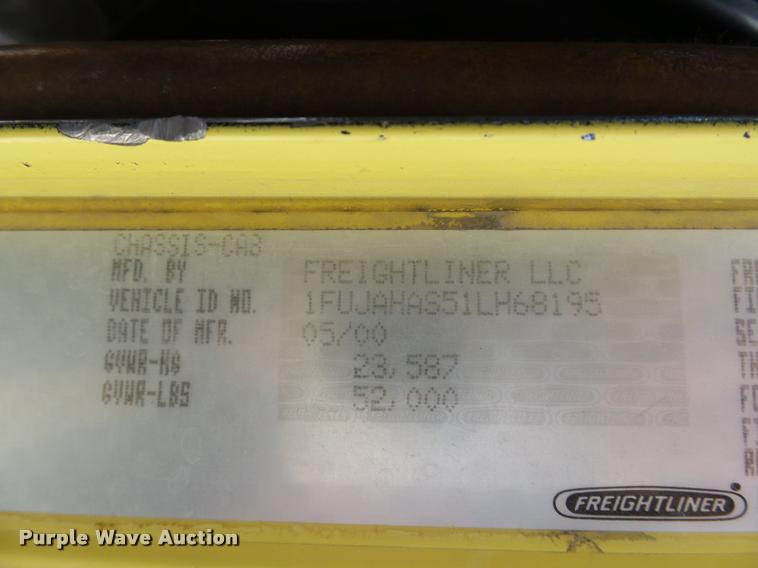 CHASSIS-CAB
MFD. BY FREIGHTLINER LLC
VEHICLE ID NO. 1FUJAHAS51LH68195
DATE OF MFR. 05/00
GVWR-KG 23,587
GVWR-LBS 52,000
FREIGHTLINER
Purple Wave Auction